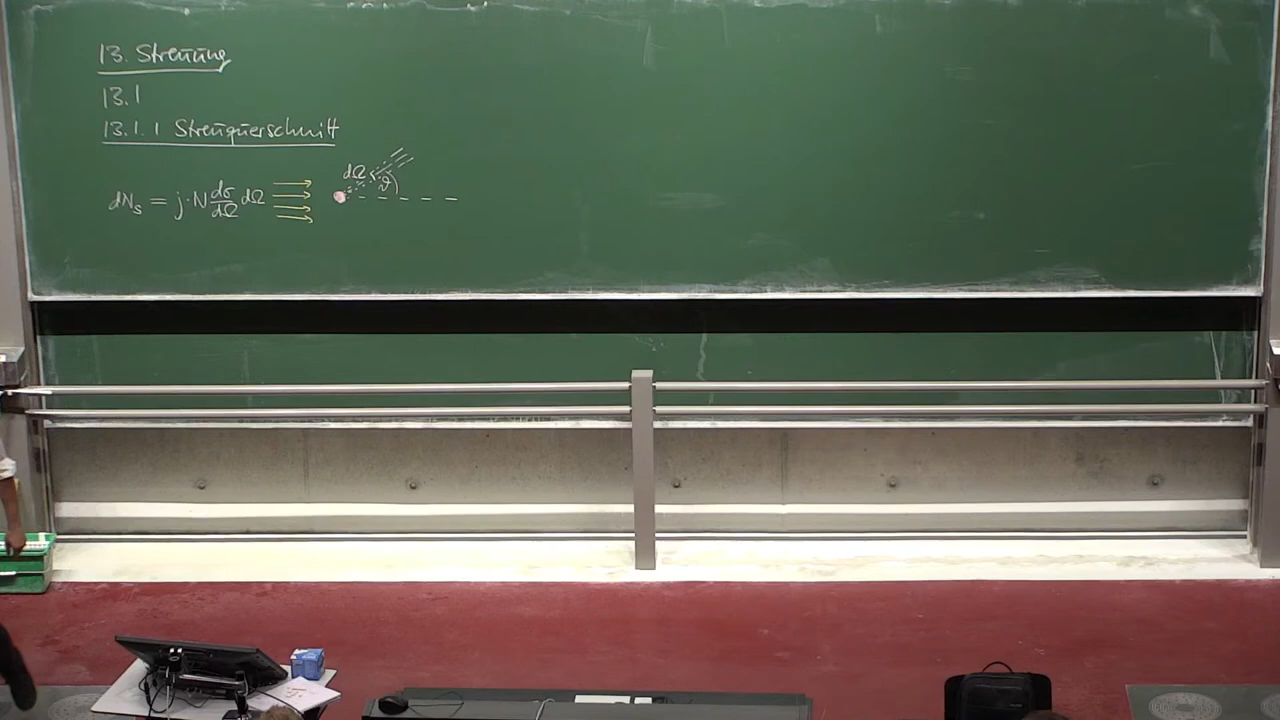 13. Streuung
13.1
13.1.1 Streuquerschnitt
dN_S = j·N dσ/dΩ dΩ
dΩ
ϑ